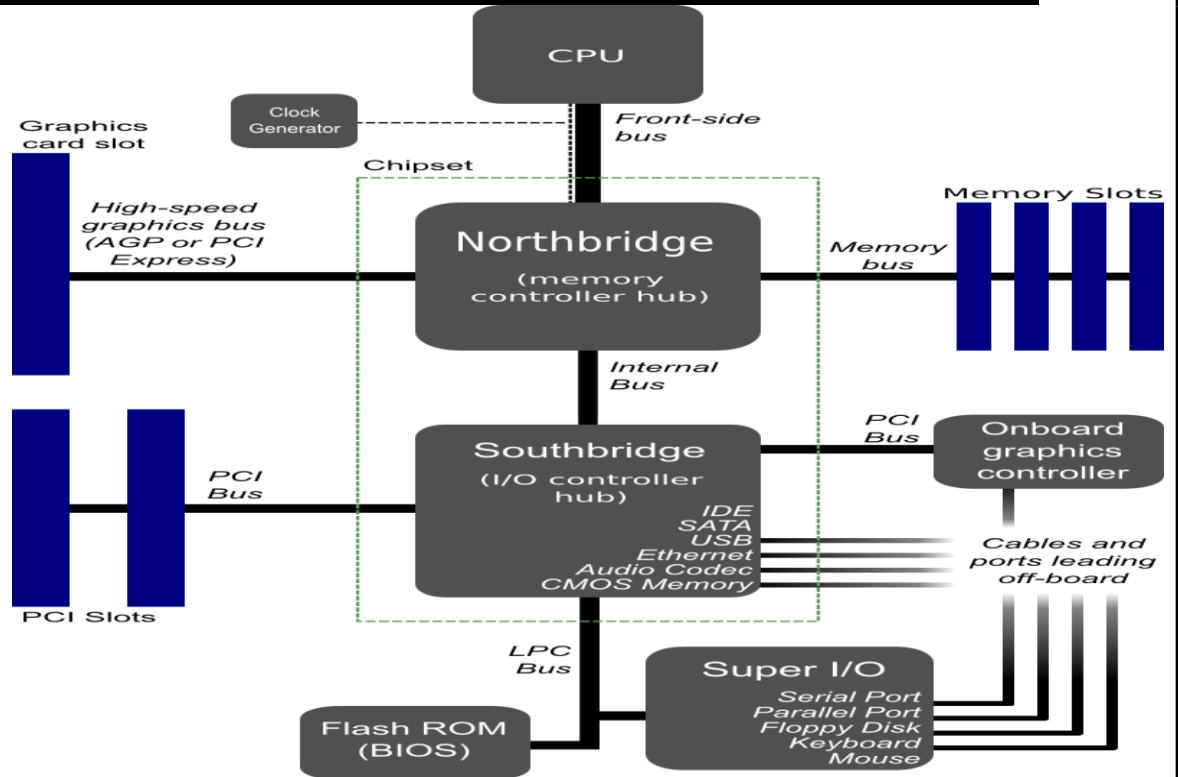 CPU
Clock
Generator
Front-side
bus
Graphics
card slot
Chipset
High-speed
graphics bus
(AGP or PCI
Express)
Northbridge
(memory
controller hub)
Memory
bus
Memory Slots
Internal
Bus
PCI
Bus
Onboard
graphics
controller
Southbridge
(I/O controller
hub)
PCI
Bus
IDE
SATA
USB
Ethernet
Audio Codec
CMOS Memory
Cables and
ports leading
off-board
PCI Slots
LPC
Bus
Super I/O
Serial Port
Parallel Port
Floppy Disk
Keyboard
Mouse
Flash ROM
(BIOS)